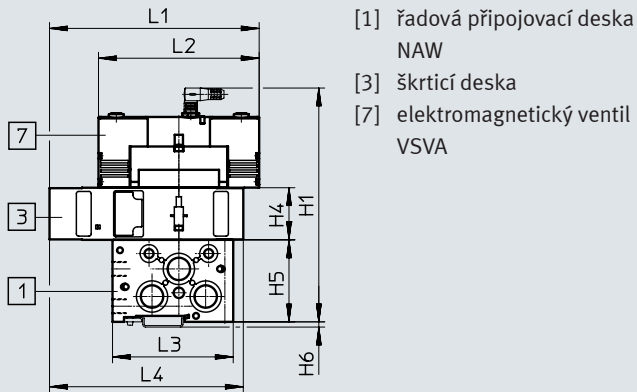 L1
L2
[1] řadová připojovací deska
NAW
[3] škrticí deska
[7] elektromagnetický ventil
VSVA
7
3
1
H4
H1
H5
H6
L3
L4